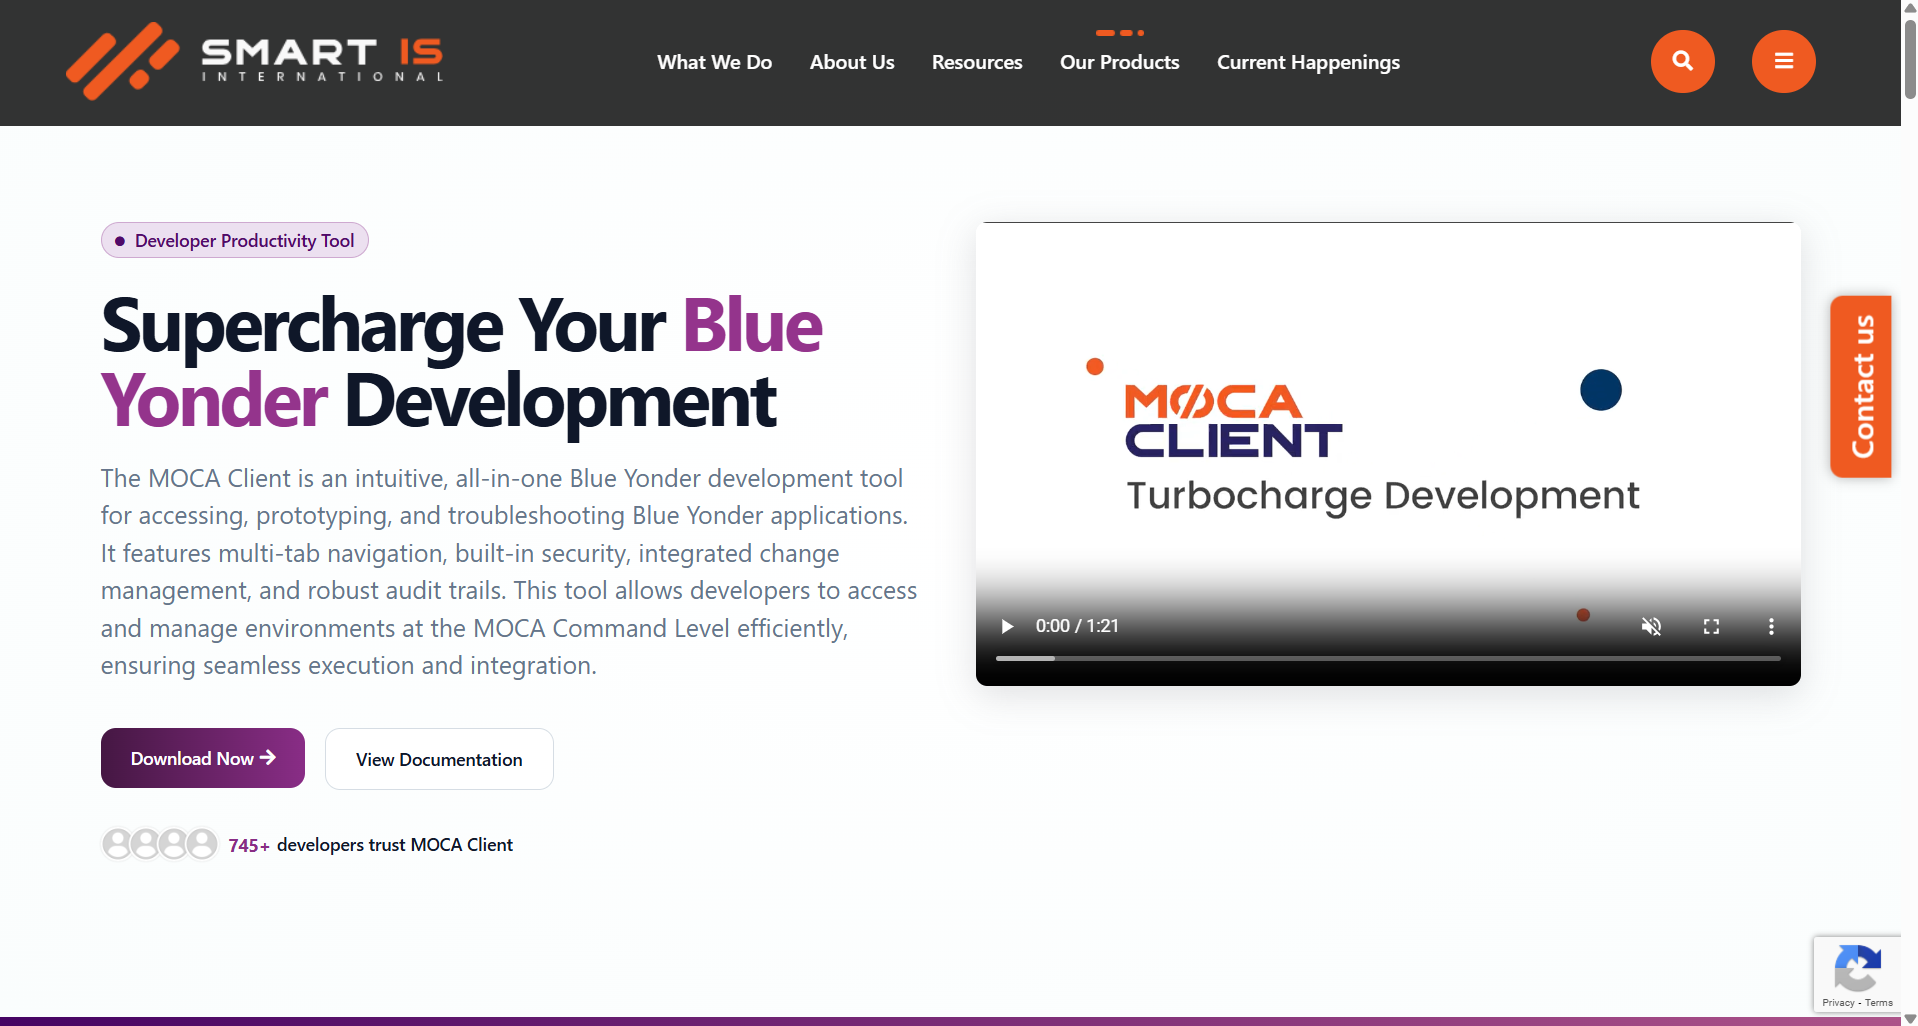 SMART IS
INTERNATIONAL
What We Do
About Us
Resources
Our Products
Current Happenings
Developer Productivity Tool
Supercharge Your Blue
Yonder Development
The MOCA Client is an intuitive, all-in-one Blue Yonder development tool
for accessing, prototyping, and troubleshooting Blue Yonder applications.
It features multi-tab navigation, built-in security, integrated change
management, and robust audit trails. This tool allows developers to access
and manage environments at the MOCA Command Level efficiently,
ensuring seamless execution and integration.
Download Now
View Documentation
745+ developers trust MOCA Client
MOCA
CLIENT
Turbocharge Development
0:00 / 1:21
Contact us
Privacy - Terms